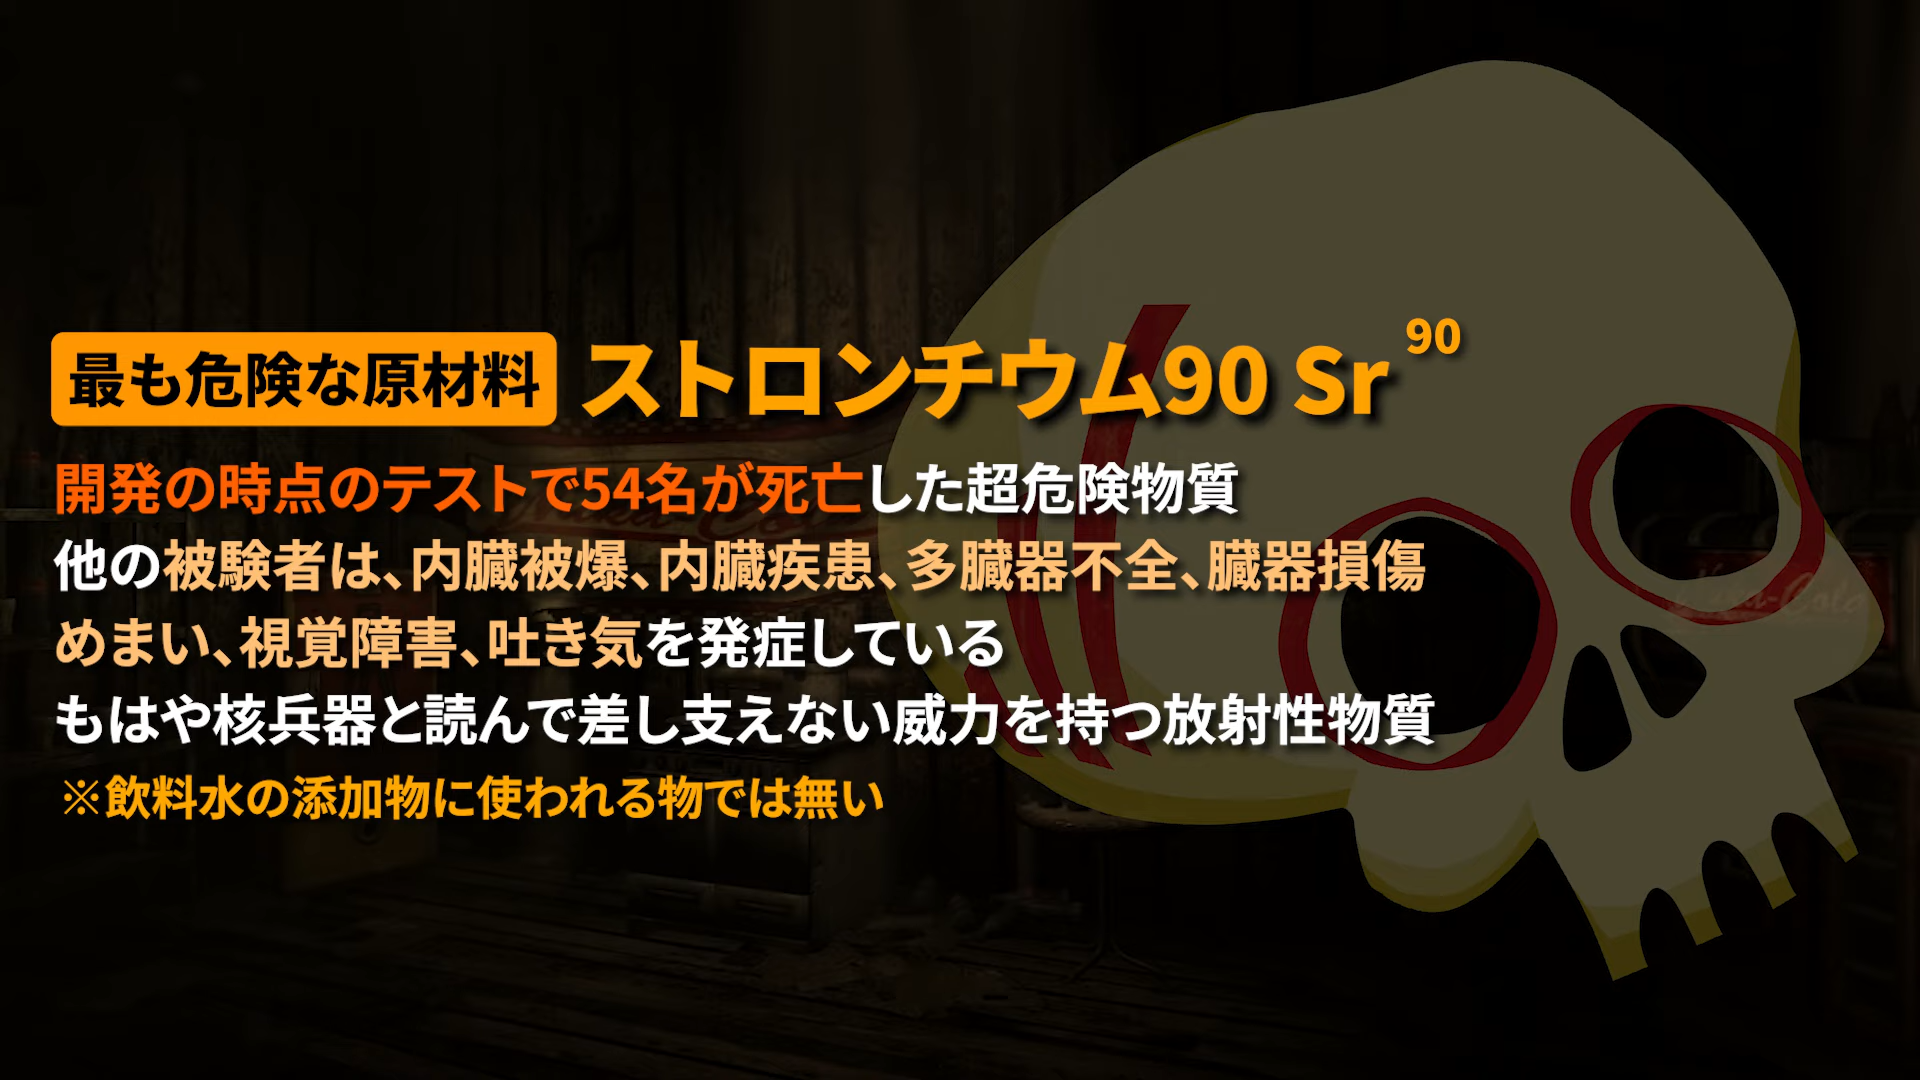 最も危険な原材料 ストロンチウム90 Sr 90
開発の時点のテストで54名が死亡した超危険物質
他の被験者は、内臓被爆、内臓疾患、多臓器不全、臓器損傷
めまい、視覚障害、吐き気を発症している
もはや核兵器と読んで差し支えない威力を持つ放射性物質
※飲料水の添加物に使われる物では無い